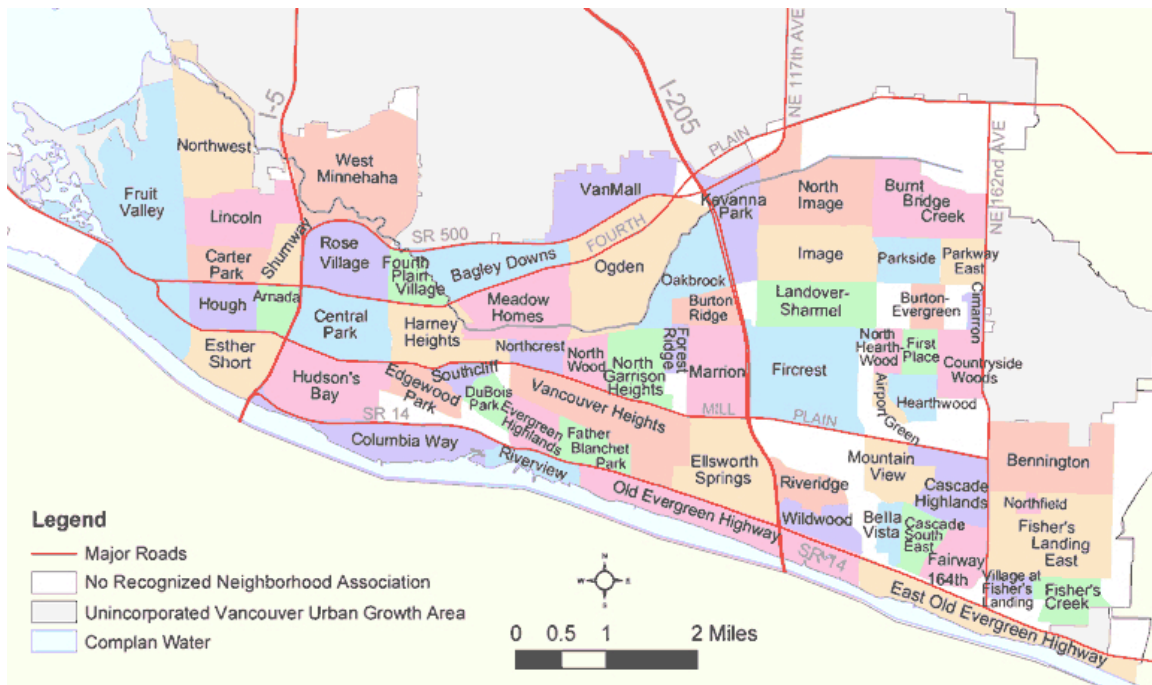 NE 117th AVE
I-5
I-205
PLAIN
Northwest
West
Minnehaha
NE 162nd AVE
VanMall
Kevanna
Park
North
Image
Burnt
Bridge
Creek
Fruit
Valley
Lincoln
Shumway
SR 500
FOURTH
Rose
Village
Fourth
Plain
Village
Bagley Downs
Ogden
Image
Parkside
Parkway
East
Carter
Park
Oakbrook
Hough
Arnada
Central
Park
Meadow
Homes
Burton
Ridge
Landover-
Sharmel
Burton-
Evergreen
Cimarron
Harney
Heights
Esther
Short
Northcrest
North
Wood
North
Garrison
Heights
Forest
Ridge
Marrion
Fircrest
North
Hearth-
Wood
First
Place
Countryside
Woods
Hudson's
Bay
Edgewood
Park
Southcliff
DuBois
Park
Vancouver Heights
Airport
Green
Hearthwood
SR 14
MILL
PLAIN
Evergreen
Highlands
Father
Blanchet
Park
Columbia Way
Riverview
Ellsworth
Springs
Mountain
View
Bennington
Riveridge
Cascade
Highlands
Old Evergreen Highway
Wildwood
Bella
Vista
Cascade
South
East
Northfield
Fisher's
Landing
East
SR 14
Fairway
164th
Village at
Fisher's
Landing
Fisher's
Creek
East Old Evergreen Highway
Legend
Major Roads
No Recognized Neighborhood Association
Unincorporated Vancouver Urban Growth Area
Complan Water
N
W E
S
0 0.5 1 2 Miles